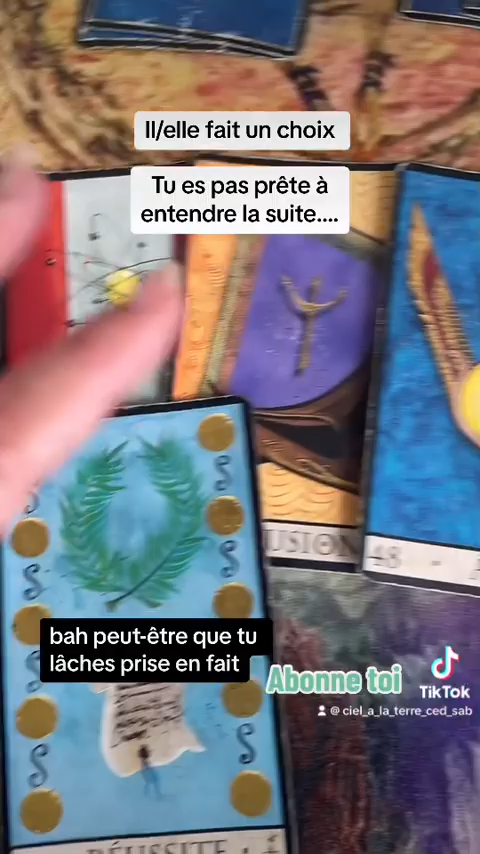 Il/elle fait un choix
Tu es pas prête à
entendre la suite....
USION
48 -
bah peut-être que tu
lâches prise en fait
Abonne toi
TikTok
@ ciel_a_la_terre_ced_sab
RÉUSSITE